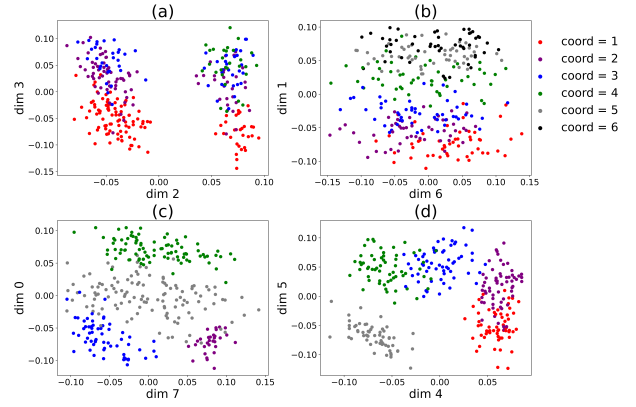 (a)
dim 3
0.10
0.05
0.00
−0.05
−0.10
−0.15
−0.05 0.00 0.05 0.10
dim 2
(b)
dim 1
0.10
0.05
0.00
−0.05
−0.10
−0.15 −0.10 −0.05 0.00 0.05 0.10 0.15
dim 6
coord = 1
coord = 2
coord = 3
coord = 4
coord = 5
coord = 6
(c)
dim 0
0.10
0.05
0.00
−0.05
−0.10
−0.10 −0.05 0.00 0.05 0.10 0.15
dim 7
(d)
dim 5
0.10
0.05
0.00
−0.05
−0.10
−0.10 −0.05 0.00 0.05
dim 4